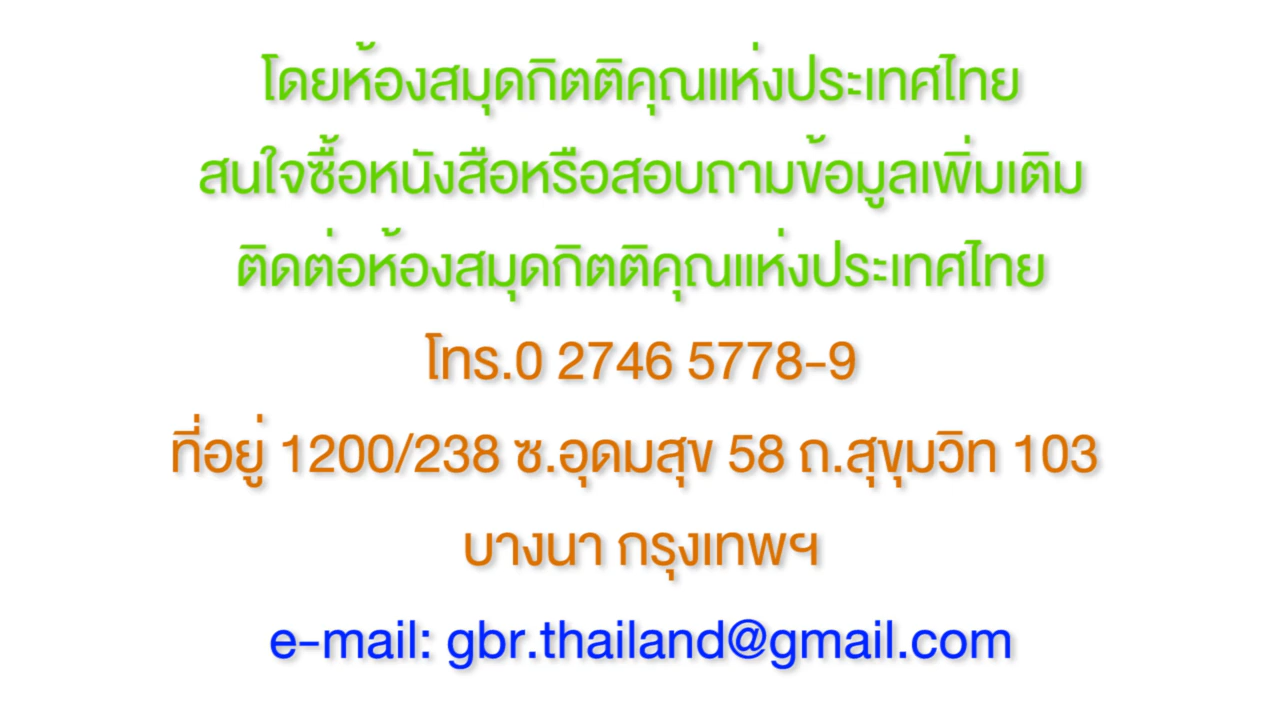 โดยห้องสมุดกิตติคุณแห่งประเทศไทย
สนใจซื้อหนังสือหรือสอบถามข้อมูลเพิ่มเติม
ติดต่อห้องสมุดกิตติคุณแห่งประเทศไทย
โทร.0 2746 5778-9
ที่อยู่ 1200/238 ซ.อุดมสุข 58 ถ.สุขุมวิท 103
บางนา กรุงเทพฯ
e-mail: gbr.thailand@gmail.com